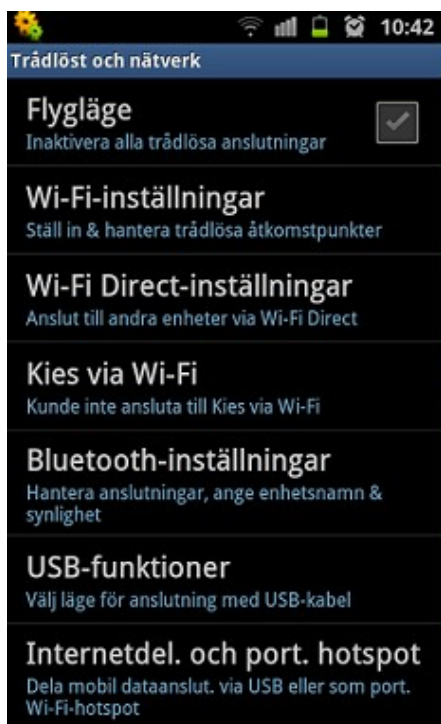 10:42
Trådlöst och nätverk
Flygläge
Inaktivera alla trådlösa anslutningar
Wi-Fi-inställningar
Ställ in & hantera trådlösa åtkomstpunkter
Wi-Fi Direct-inställningar
Anslut till andra enheter via Wi-Fi Direct
Kies via Wi-Fi
Kunde inte ansluta till Kies via Wi-Fi
Bluetooth-inställningar
Hantera anslutningar, ange enhetsnamn &
synlighet
USB-funktioner
Välj läge för anslutning med USB-kabel
Internetdel. och port. hotspot
Dela mobil dataanslut. via USB eller som port.
Wi-Fi-hotspot